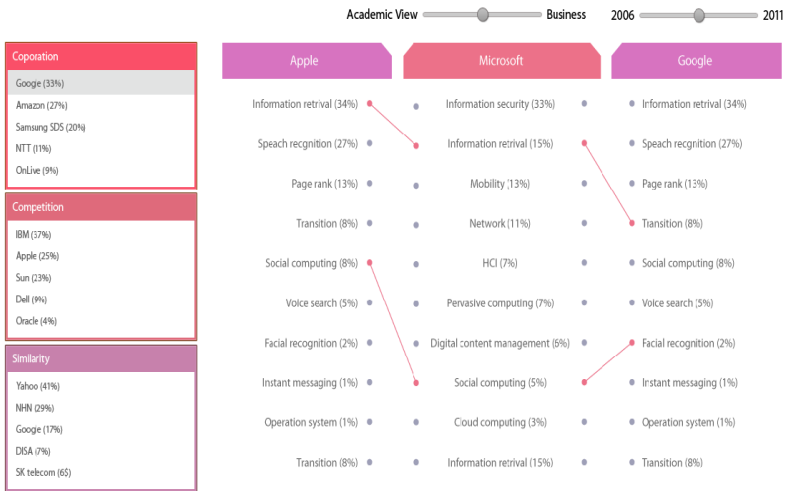 Academic View Business 2006 2011
Coporation
Google (33%)
Amazon (27%)
Samsung SDS (20%)
NTT (11%)
OnLive (9%)
Competition
IBM (37%)
Apple (25%)
Sun (23%)
Dell (9%)
Oracle (4%)
Similarity
Yahoo (41%)
NHN (29%)
Google (17%)
DISA (7%)
SK telecom (6$)
Apple Microsoft Google
Information retrival (34%) Information security (33%) Information retrival (34%)
Speach recgnition (27%) Information retrival (15%) Speach recgnition (27%)
Page rank (13%) Mobility (13%) Page rank (13%)
Transition (8%) Network (11%) Transition (8%)
Social computing (8%) HCI (7%) Social computing (8%)
Voice search (5%) Pervasive computing (7%) Voice search (5%)
Facial recognition (2%) Digital content management (6%) Facial recognition (2%)
Instant messaging (1%) Social computing (5%) Instant messaging (1%)
Operation system (1%) Cloud computing (3%) Operation system (1%)
Transition (8%) Information retrival (15%) Transition (8%)